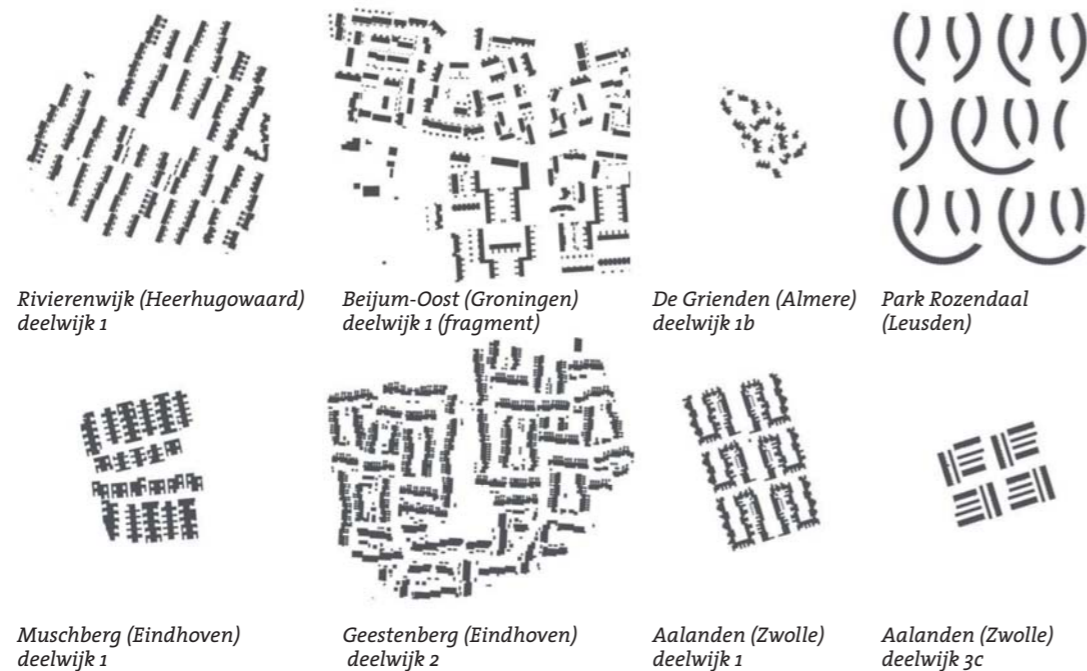 Rivierenwijk (Heerhugowaard)
deelwijk 1
Beijum-Oost (Groningen)
deelwijk 1 (fragment)
De Grienden (Almere)
deelwijk 1b
Park Rozendaal
(Leusden)
Muschberg (Eindhoven)
deelwijk 1
Geestenberg (Eindhoven)
deelwijk 2
Aalanden (Zwolle)
deelwijk 1
Aalanden (Zwolle)
deelwijk 3c